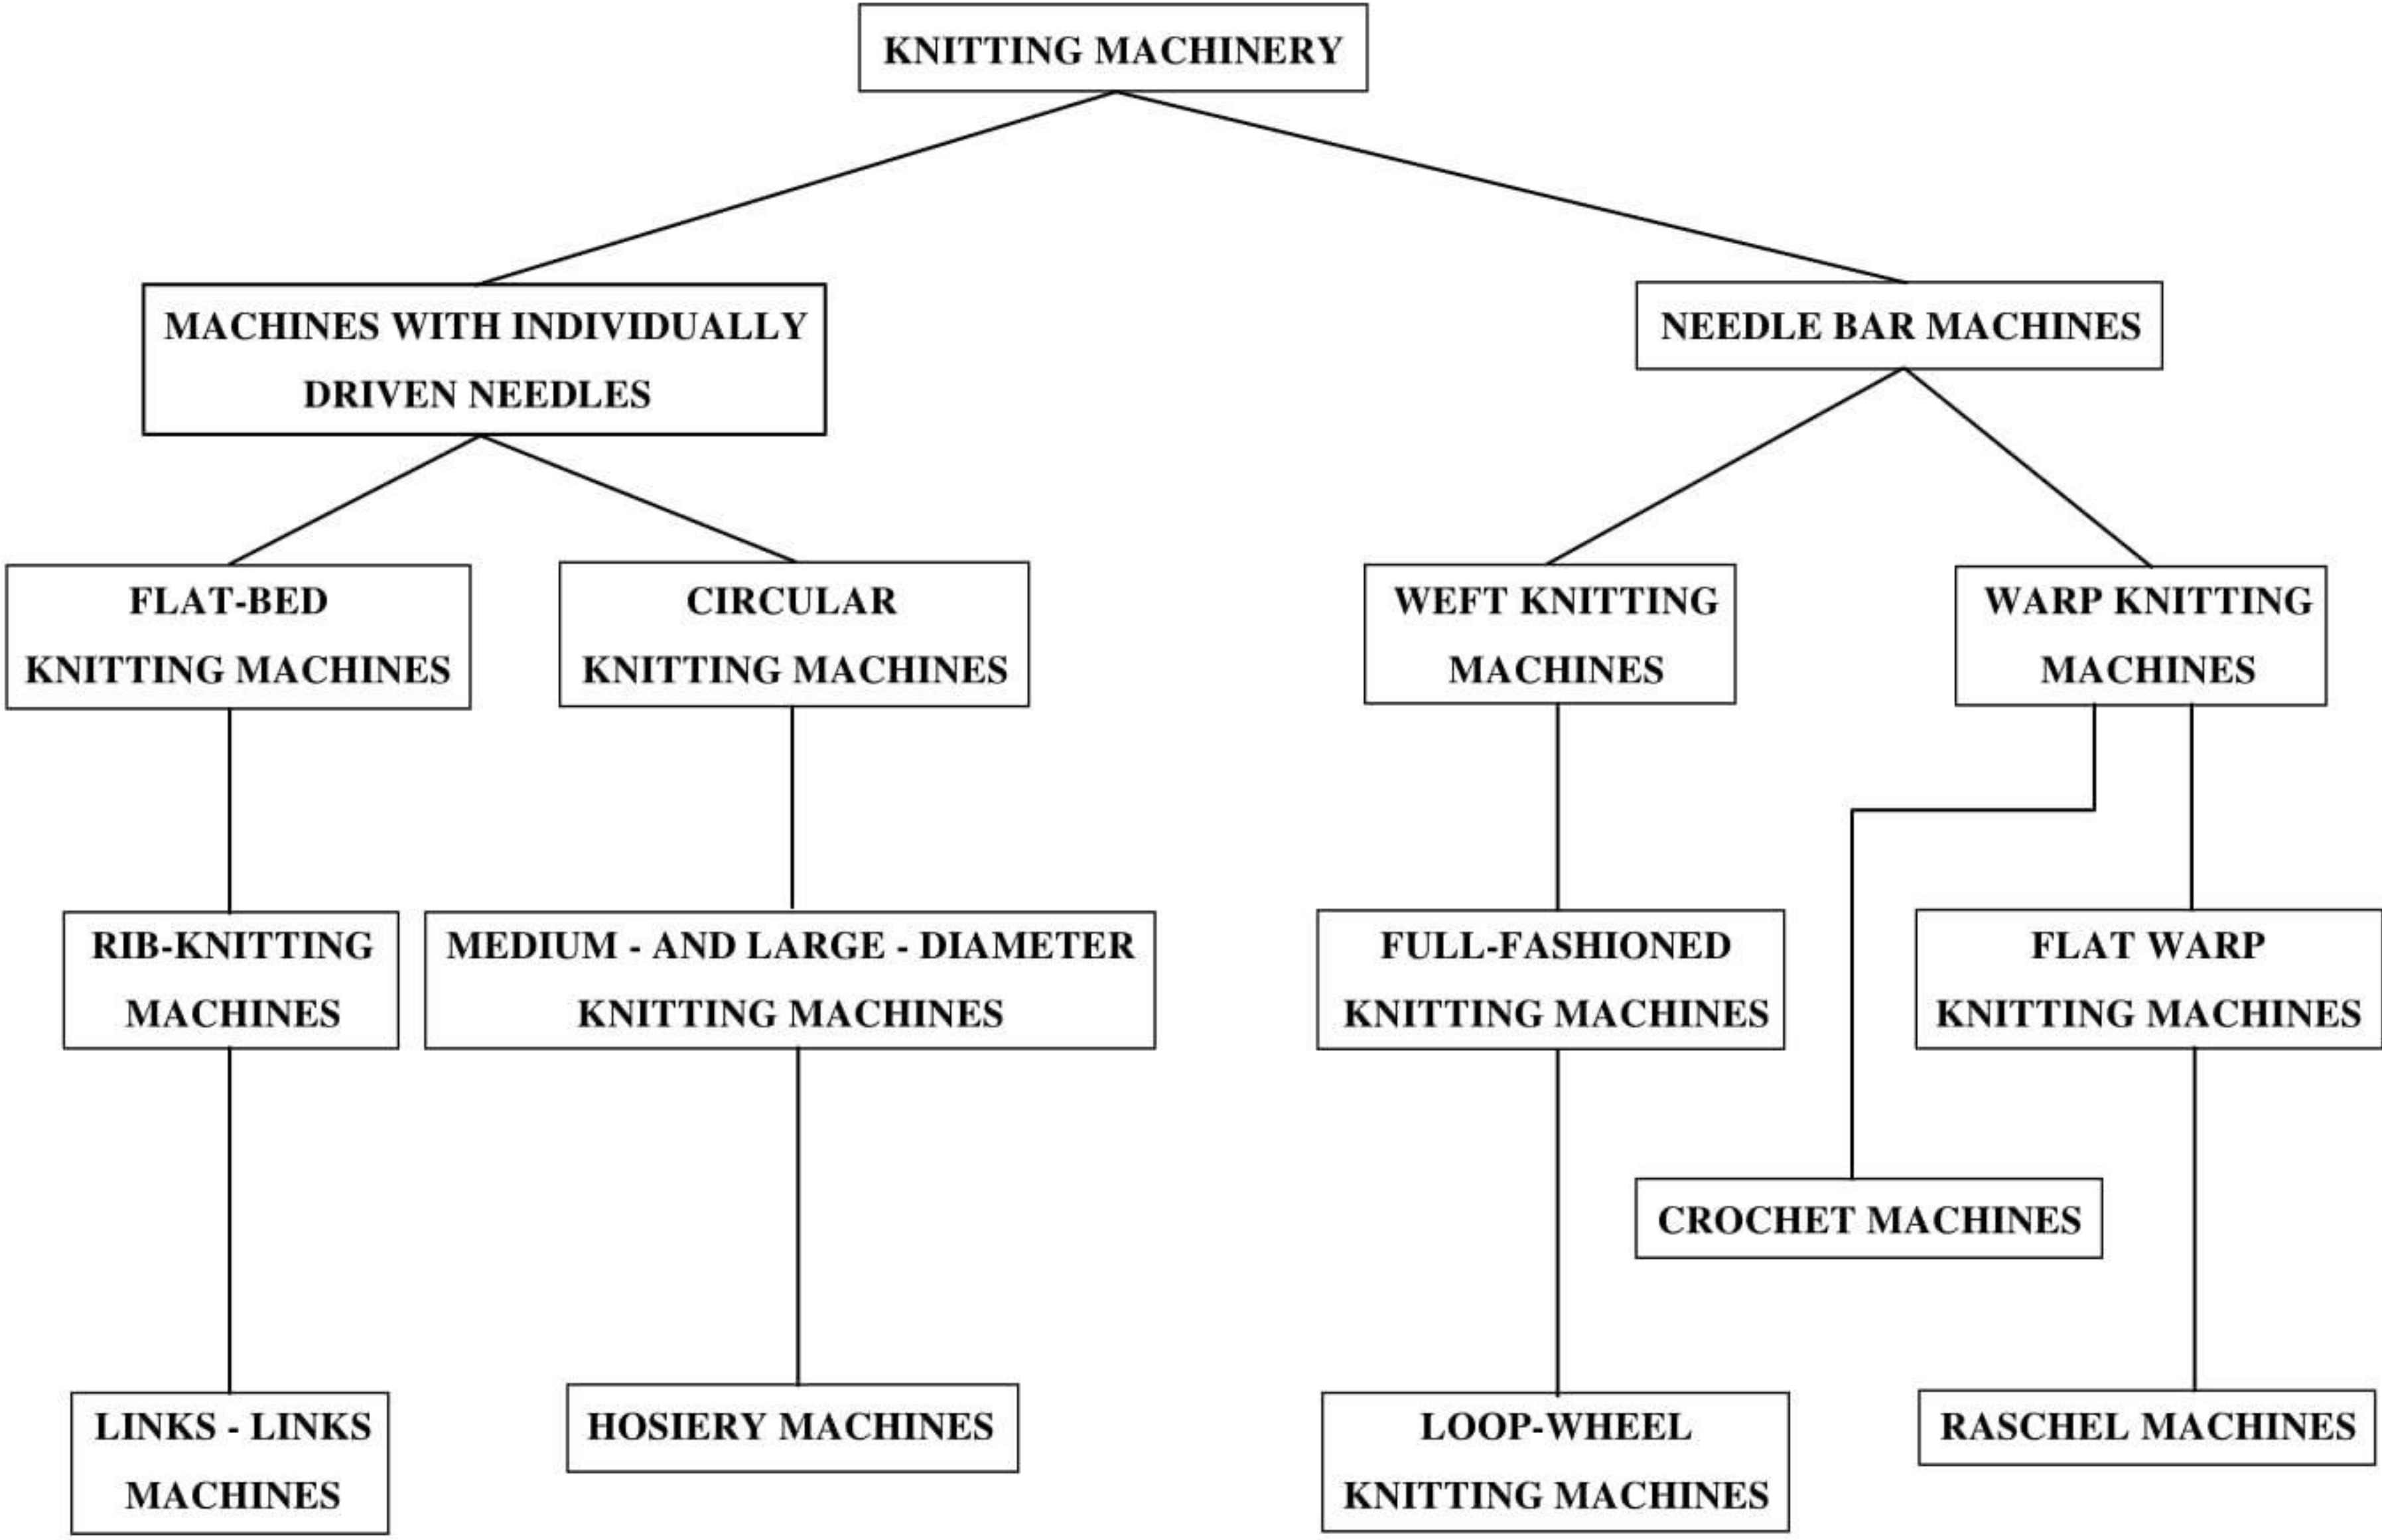 KNITTING MACHINERY
MACHINES WITH INDIVIDUALLY
DRIVEN NEEDLES
NEEDLE BAR MACHINES
FLAT-BED
KNITTING MACHINES
CIRCULAR
KNITTING MACHINES
WEFT KNITTING
MACHINES
WARP KNITTING
MACHINES
RIB-KNITTING
MACHINES
MEDIUM - AND LARGE - DIAMETER
KNITTING MACHINES
FULL-FASHIONED
KNITTING MACHINES
FLAT WARP
KNITTING MACHINES
CROCHET MACHINES
LINKS - LINKS
MACHINES
HOSIERY MACHINES
LOOP-WHEEL
KNITTING MACHINES
RASCHEL MACHINES